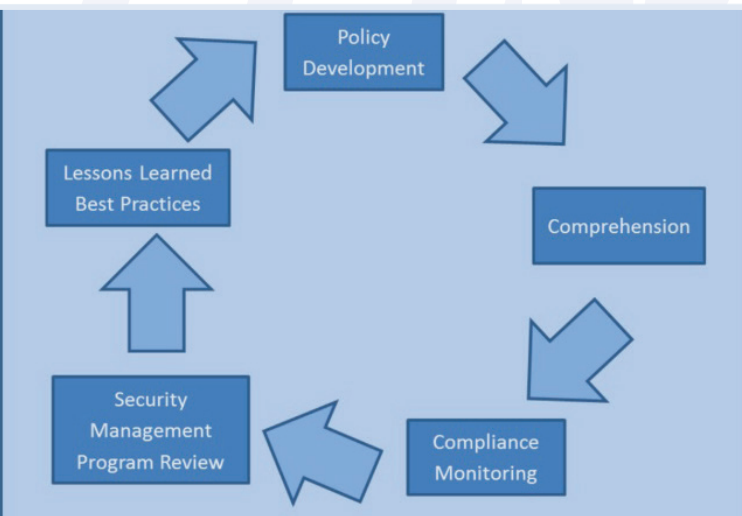 Policy
Development
Comprehension
Compliance
Monitoring
Security
Management
Program Review
Lessons Learned
Best Practices